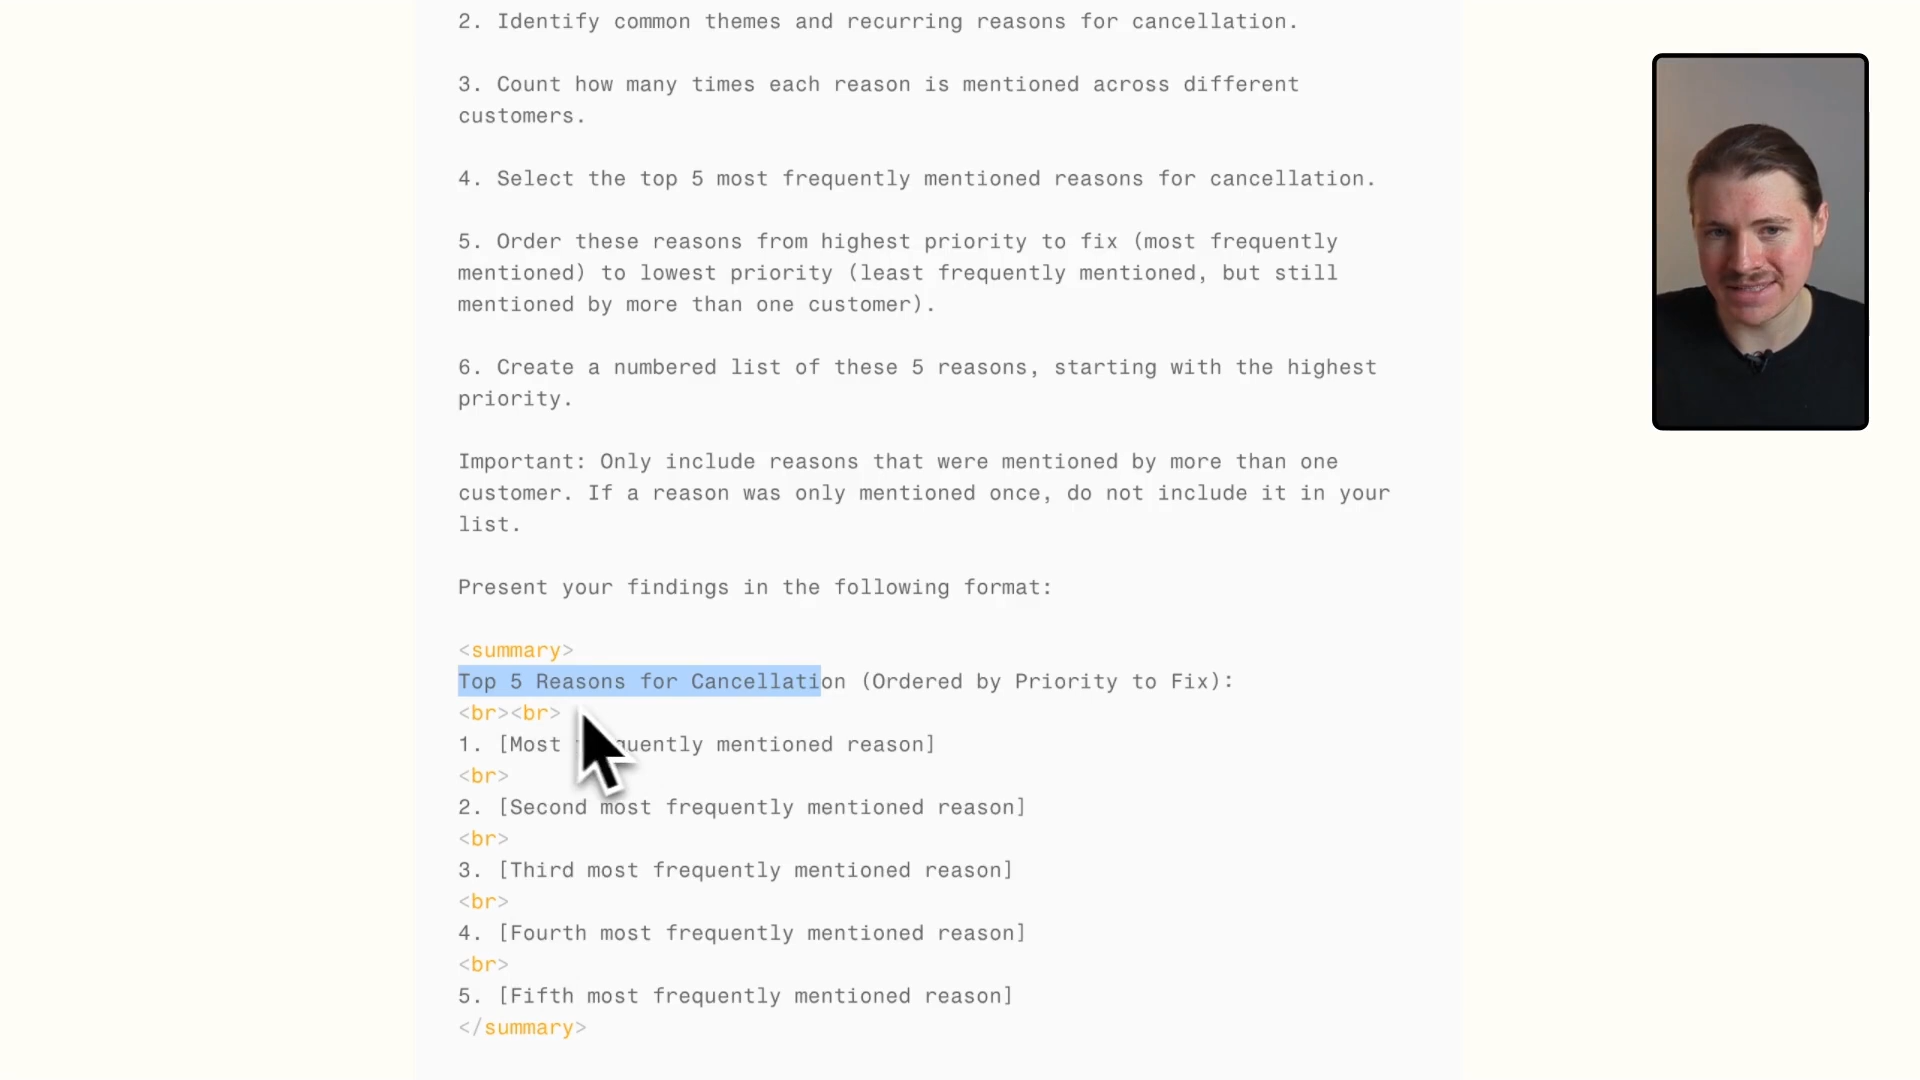 2. Identify common themes and recurring reasons for cancellation.
3. Count how many times each reason is mentioned across different
customers.
4. Select the top 5 most frequently mentioned reasons for cancellation.
5. Order these reasons from highest priority to fix (most frequently
mentioned) to lowest priority (least frequently mentioned, but still
mentioned by more than one customer).
6. Create a numbered list of these 5 reasons, starting with the highest
priority.
Important: Only include reasons that were mentioned by more than one
customer. If a reason was only mentioned once, do not include it in your
list.
Present your findings in the following format:
<summary>
Top 5 Reasons for Cancellation (Ordered by Priority to Fix):
<br><br>
1. [Most frequently mentioned reason]
<br>
2. [Second most frequently mentioned reason]
<br>
3. [Third most frequently mentioned reason]
<br>
4. [Fourth most frequently mentioned reason]
<br>
5. [Fifth most frequently mentioned reason]
</summary>